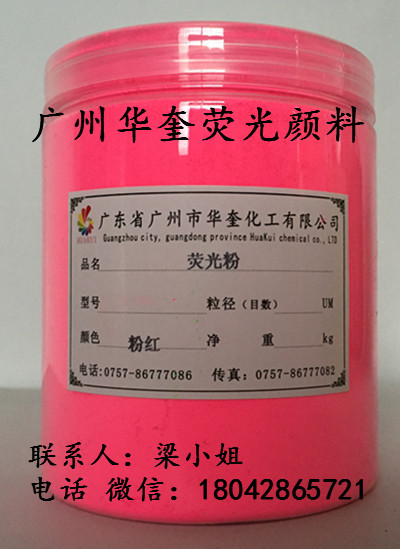 广州华奎荧光颜料
广东省广州市华奎化工有限公司
HUAKUI
Guangzhou city, guangdong province HuaKui chemical co., LTD
品名 荧光粉
型号 粒径(目数) UM
颜色 粉红 净 重 kg
电话:0757-86777086 传真: 0757-86777082
联系人: 梁小姐
电话 微信: 18042865721